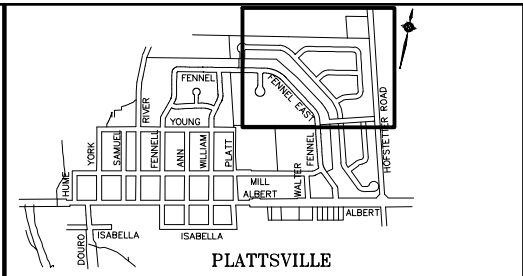 FENNEL
FENNEL EAST
RIVER
YOUNG
HOFSTETTER ROAD
YORK
SAMUEL
FENNELL
ANN
WILLIAM
PLATT
FENNEL
WALTER
HUME
MILL
ALBERT
ALBERT
DOURO
ISABELLA
ISABELLA
PLATTSVILLE